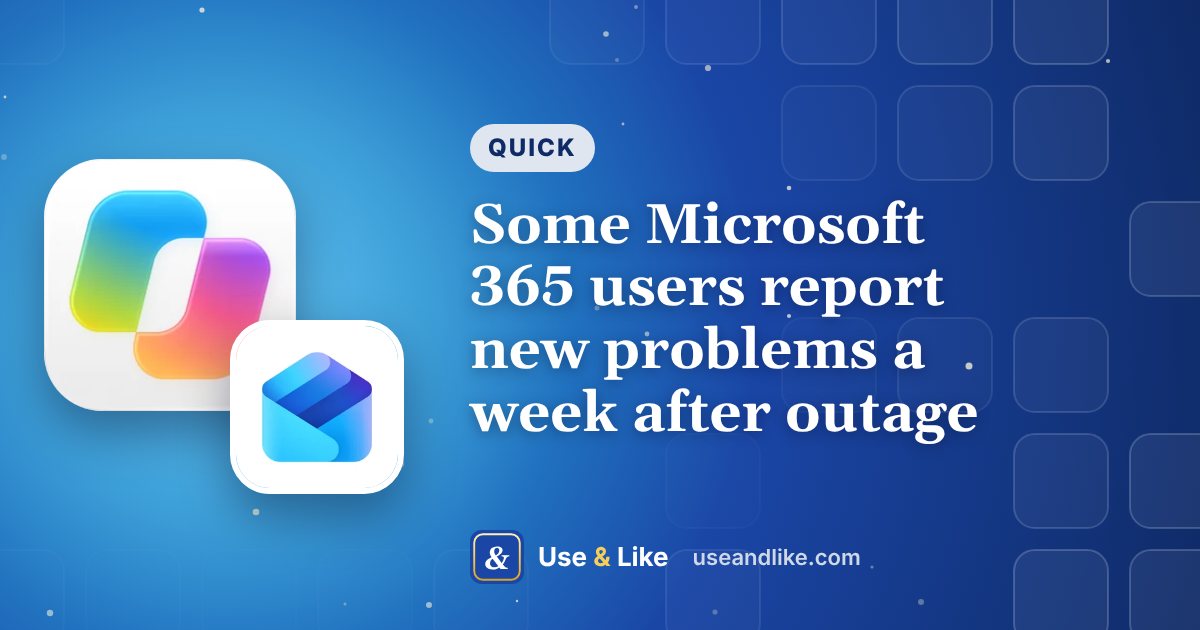 QUICK
Some Microsoft
365 users report
new problems a
week after outage
& Use & Like useandlike.com